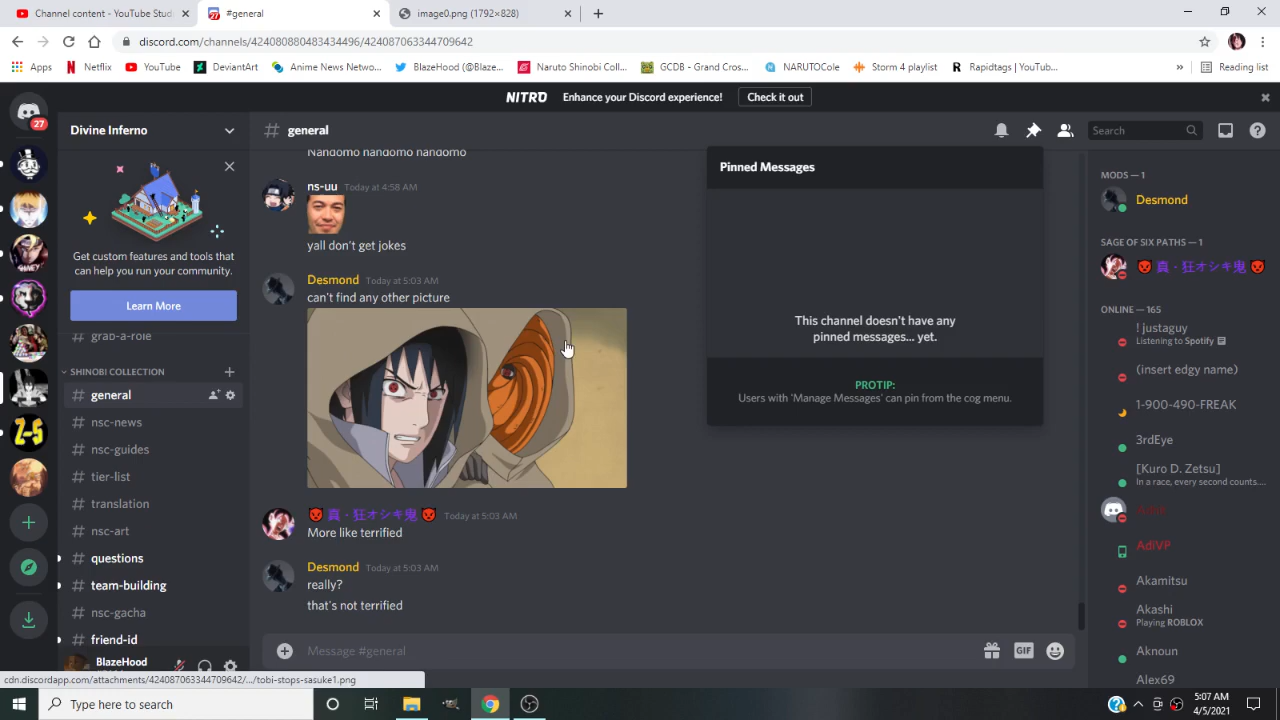 Channel content - YouTube Stud
#general
image0.png (1792×828)
discord.com/channels/424080880483434496/424087063344709642
Apps
Netflix
YouTube
DeviantArt
Anime News Netwo...
BlazeHood (@Blaze...
Naruto Shinobi Coll...
GCDB - Grand Cros...
NARUTOCole
Storm 4 playlist
Rapidtags | YouTub...
»
Reading list
NITRO
Enhance your Discord experience!
Check it out
27
Divine Inferno
Get custom features and tools that
can help you run your community.
Learn More
grab-a-role
SHINOBI COLLECTION
general
nsc-news
nsc-guides
tier-list
translation
nsc-art
questions
team-building
nsc-gacha
friend-id
BlazeHood
# general
Search
Nandomo nandomo nandomo
ns-uu Today at 4:58 AM
yall don't get jokes
Desmond Today at 5:03 AM
can't find any other picture
👿 真・狂オシキ鬼 👿 Today at 5:03 AM
More like terrified
Desmond Today at 5:03 AM
really?
that's not terrified
Message #general
GIF
Pinned Messages
This channel doesn't have any
pinned messages... yet.
PROTIP:
Users with 'Manage Messages' can pin from the cog menu.
MODS — 1
Desmond
SAGE OF SIX PATHS — 1
👿 真・狂オシキ鬼 👿
ONLINE — 165
! justaguy
Listening to Spotify
(insert edgy name)
1-900-490-FREAK
3rdEye
[Kuro D. Zetsu]
In a race, every second counts....
AdiVP
Akamitsu
Akashi
Playing ROBLOX
Aknoun
Alex69
cdn.discordapp.com/attachments/424087063344709642/.../tobi-stops-sasuke1.png
Type here to search
5:07 AM
4/5/2021